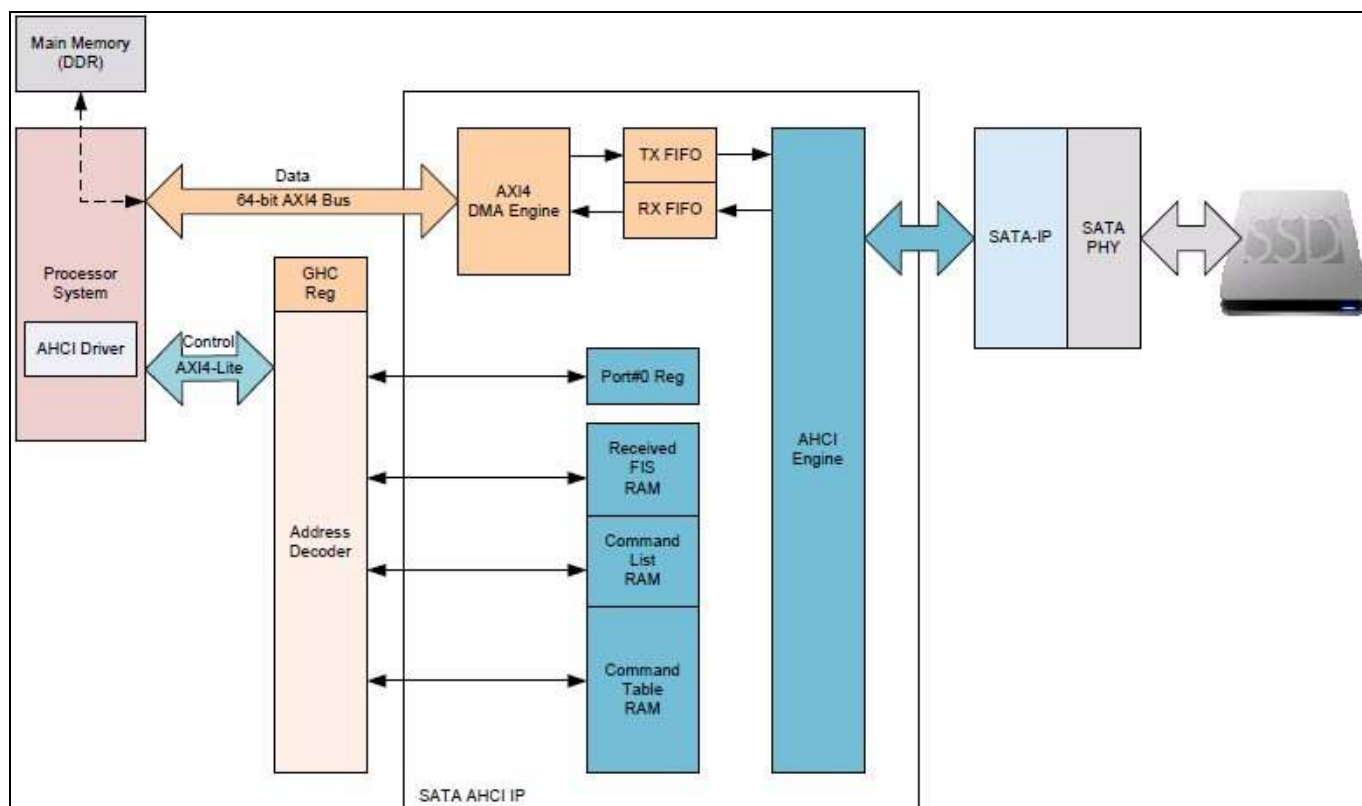 Main Memory
(DDR)
Processor
System
AHCI Driver
Data
64-bit AXI4 Bus
Control
AXI4-Lite
GHC
Reg
Address
Decoder
AXI4
DMA Engine
TX FIFO
RX FIFO
Port#0 Reg
Received
FIS
RAM
Command
List
RAM
Command
Table
RAM
AHCI
Engine
SATA AHCI IP
SATA-IP
SATA
PHY
SSD